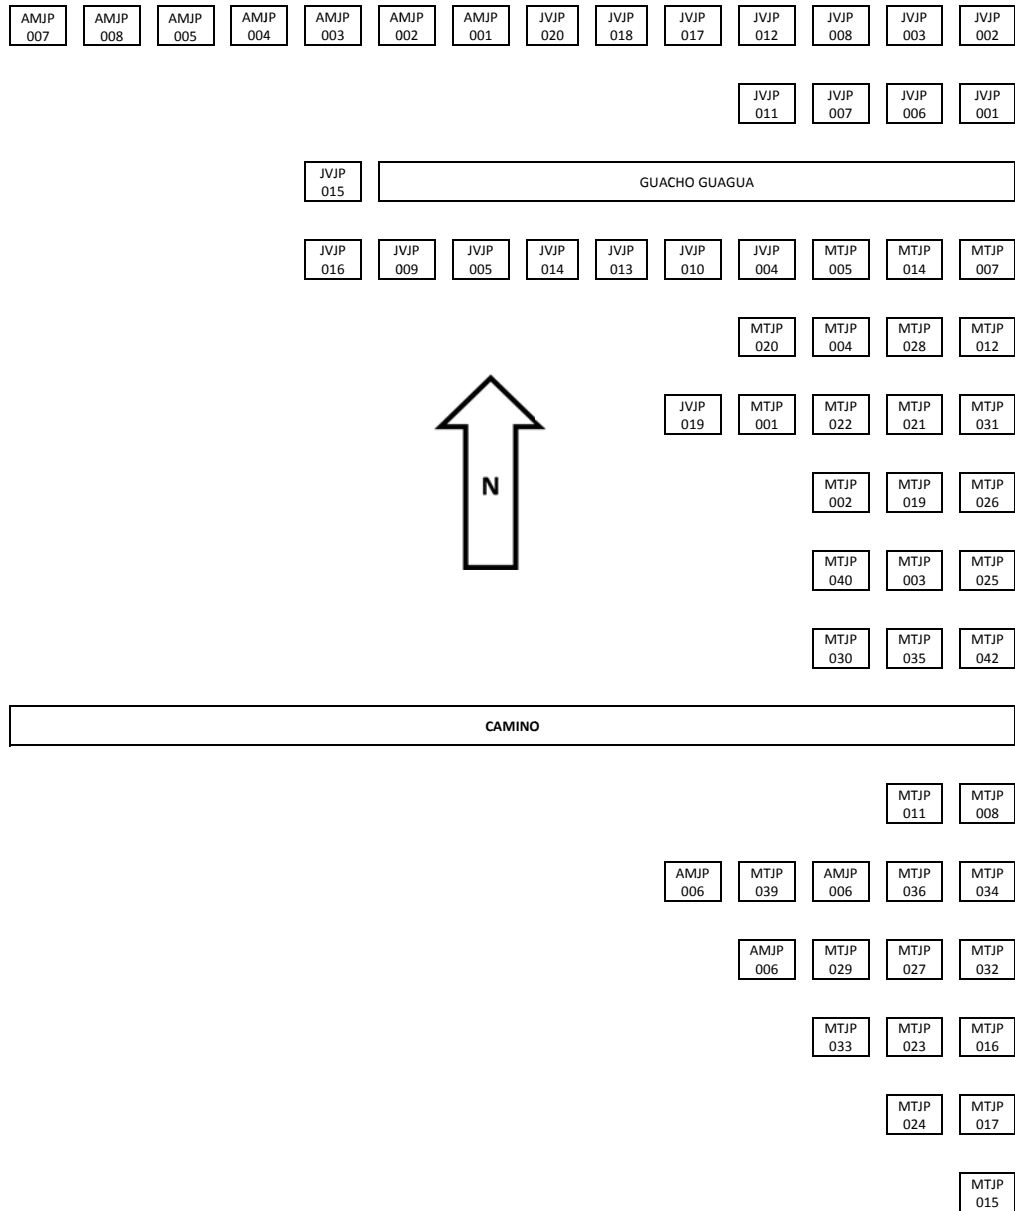 AMJP AMJP AMJP AMJP AMJP AMJP AMJP JVJP JVJP JVJP JVJP JVJP JVJP JVJP
007 008 005 004 003 002 001 020 018 017 012 008 003 002
JVJP JVJP JVJP JVJP
011 007 006 001
JVJP
015
GUACHO GUAGUA
JVJP JVJP JVJP JVJP JVJP JVJP JVJP MTJP MTJP MTJP
016 009 005 014 013 010 004 005 014 007
MTJP MTJP MTJP MTJP
020 004 028 012
JVJP MTJP MTJP MTJP MTJP
019 001 022 021 031
N
MTJP MTJP MTJP
002 019 026
MTJP MTJP MTJP
040 003 025
MTJP MTJP MTJP
030 035 042
CAMINO
MTJP MTJP
011 008
AMJP MTJP AMJP MTJP MTJP
006 039 006 036 034
AMJP MTJP MTJP MTJP
006 029 027 032
MTJP MTJP MTJP
033 023 016
MTJP MTJP
024 017
MTJP
015